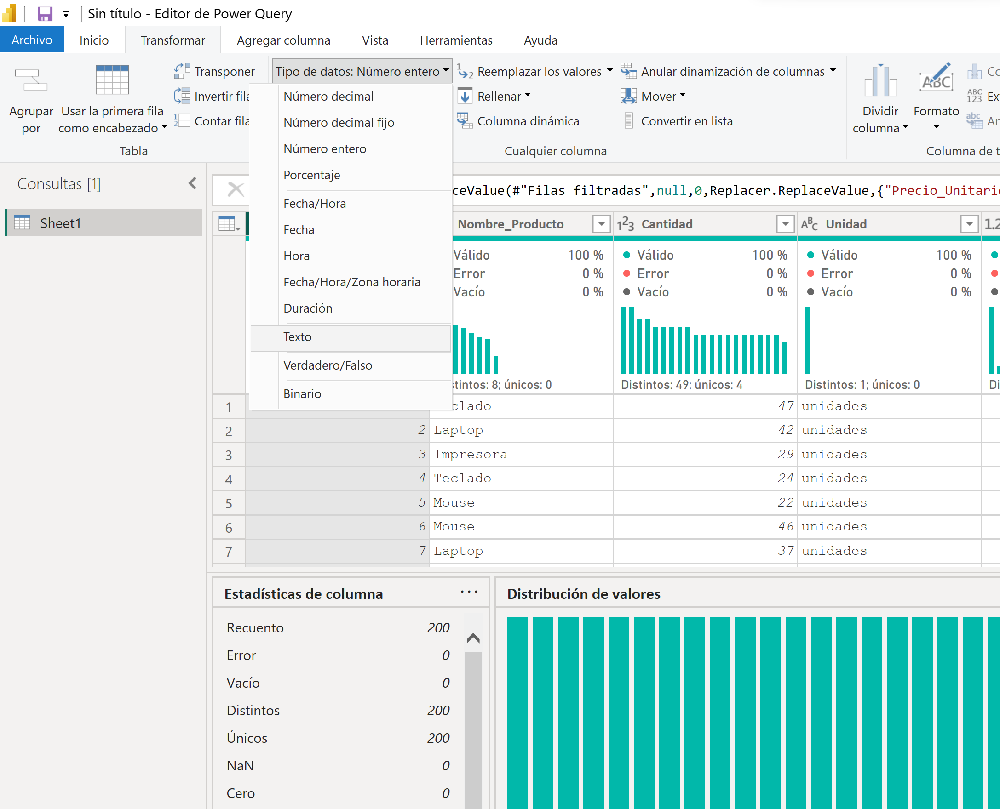 Sin título - Editor de Power Query
Archivo Inicio Transformar Agregar columna Vista Herramientas Ayuda
Agrupar por
Usar la primera fila como encabezado
Transponer
Invertir fila
Contar fila
Tabla
Tipo de datos: Número entero
Número decimal
Número decimal fijo
Número entero
Porcentaje
Fecha/Hora
Fecha
Hora
Fecha/Hora/Zona horaria
Duración
Texto
Verdadero/Falso
Binario
Reemplazar los valores
Rellenar
Columna dinámica
Anular dinamización de columnas
Mover
Convertir en lista
Cualquier columna
Dividir columna
Formato
Columna de t
Consultas [1]
Sheet1
ceValue(#"Filas filtradas",null,0,Replacer.ReplaceValue,{"Precio_Unitario
Nombre_Producto
Válido 100 %
Error 0 %
Vacío 0 %
stintos: 8; únicos: 0
Cantidad
Válido 100 %
Error 0 %
Vacío 0 %
Distintos: 49; únicos: 4
Unidad
Válido 100 %
Error 0 %
Vacío 0 %
Distintos: 1; únicos: 0
Di
1 clado 47 unidades
2 2 Laptop 42 unidades
3 3 Impresora 29 unidades
4 4 Teclado 24 unidades
5 5 Mouse 22 unidades
6 6 Mouse 46 unidades
7 7 Laptop 37 unidades
Estadísticas de columna
Recuento 200
Error 0
Vacío 0
Distintos 200
Únicos 200
NaN 0
Cero 0
Distribución de valores